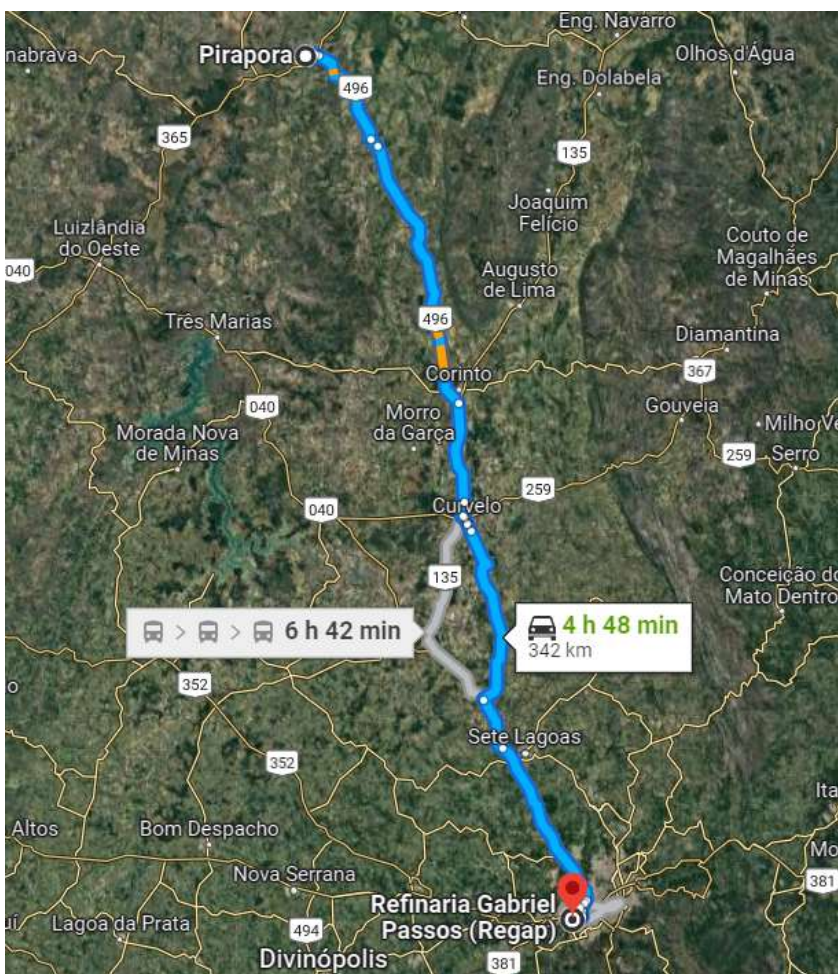 Eng. Navarro
Pirapora
nabrava
Olhos d'Água
Eng. Dolabela
496
365
135
Joaquim
Felício
Luizlândia
do Oeste
Couto de
Magalhães
de Minas
040
Augusto
de Lima
Três Marias
496
Diamantina
Corinto
367
040
Morro
da Garça
Gouveia
Milho Ve
Morada Nova
de Minas
259
Serro
259
040
Curvelo
135
Conceição do
Mato Dentro
6 h 42 min
4 h 48 min
342 km
352
o
Sete Lagoas
352
Ita
Altos
Bom Despacho
Mo
Nova Serrana
381
Refinaria Gabriel
Passos (Regap)
uí
Lagoa da Prata
494
Divinópolis
381